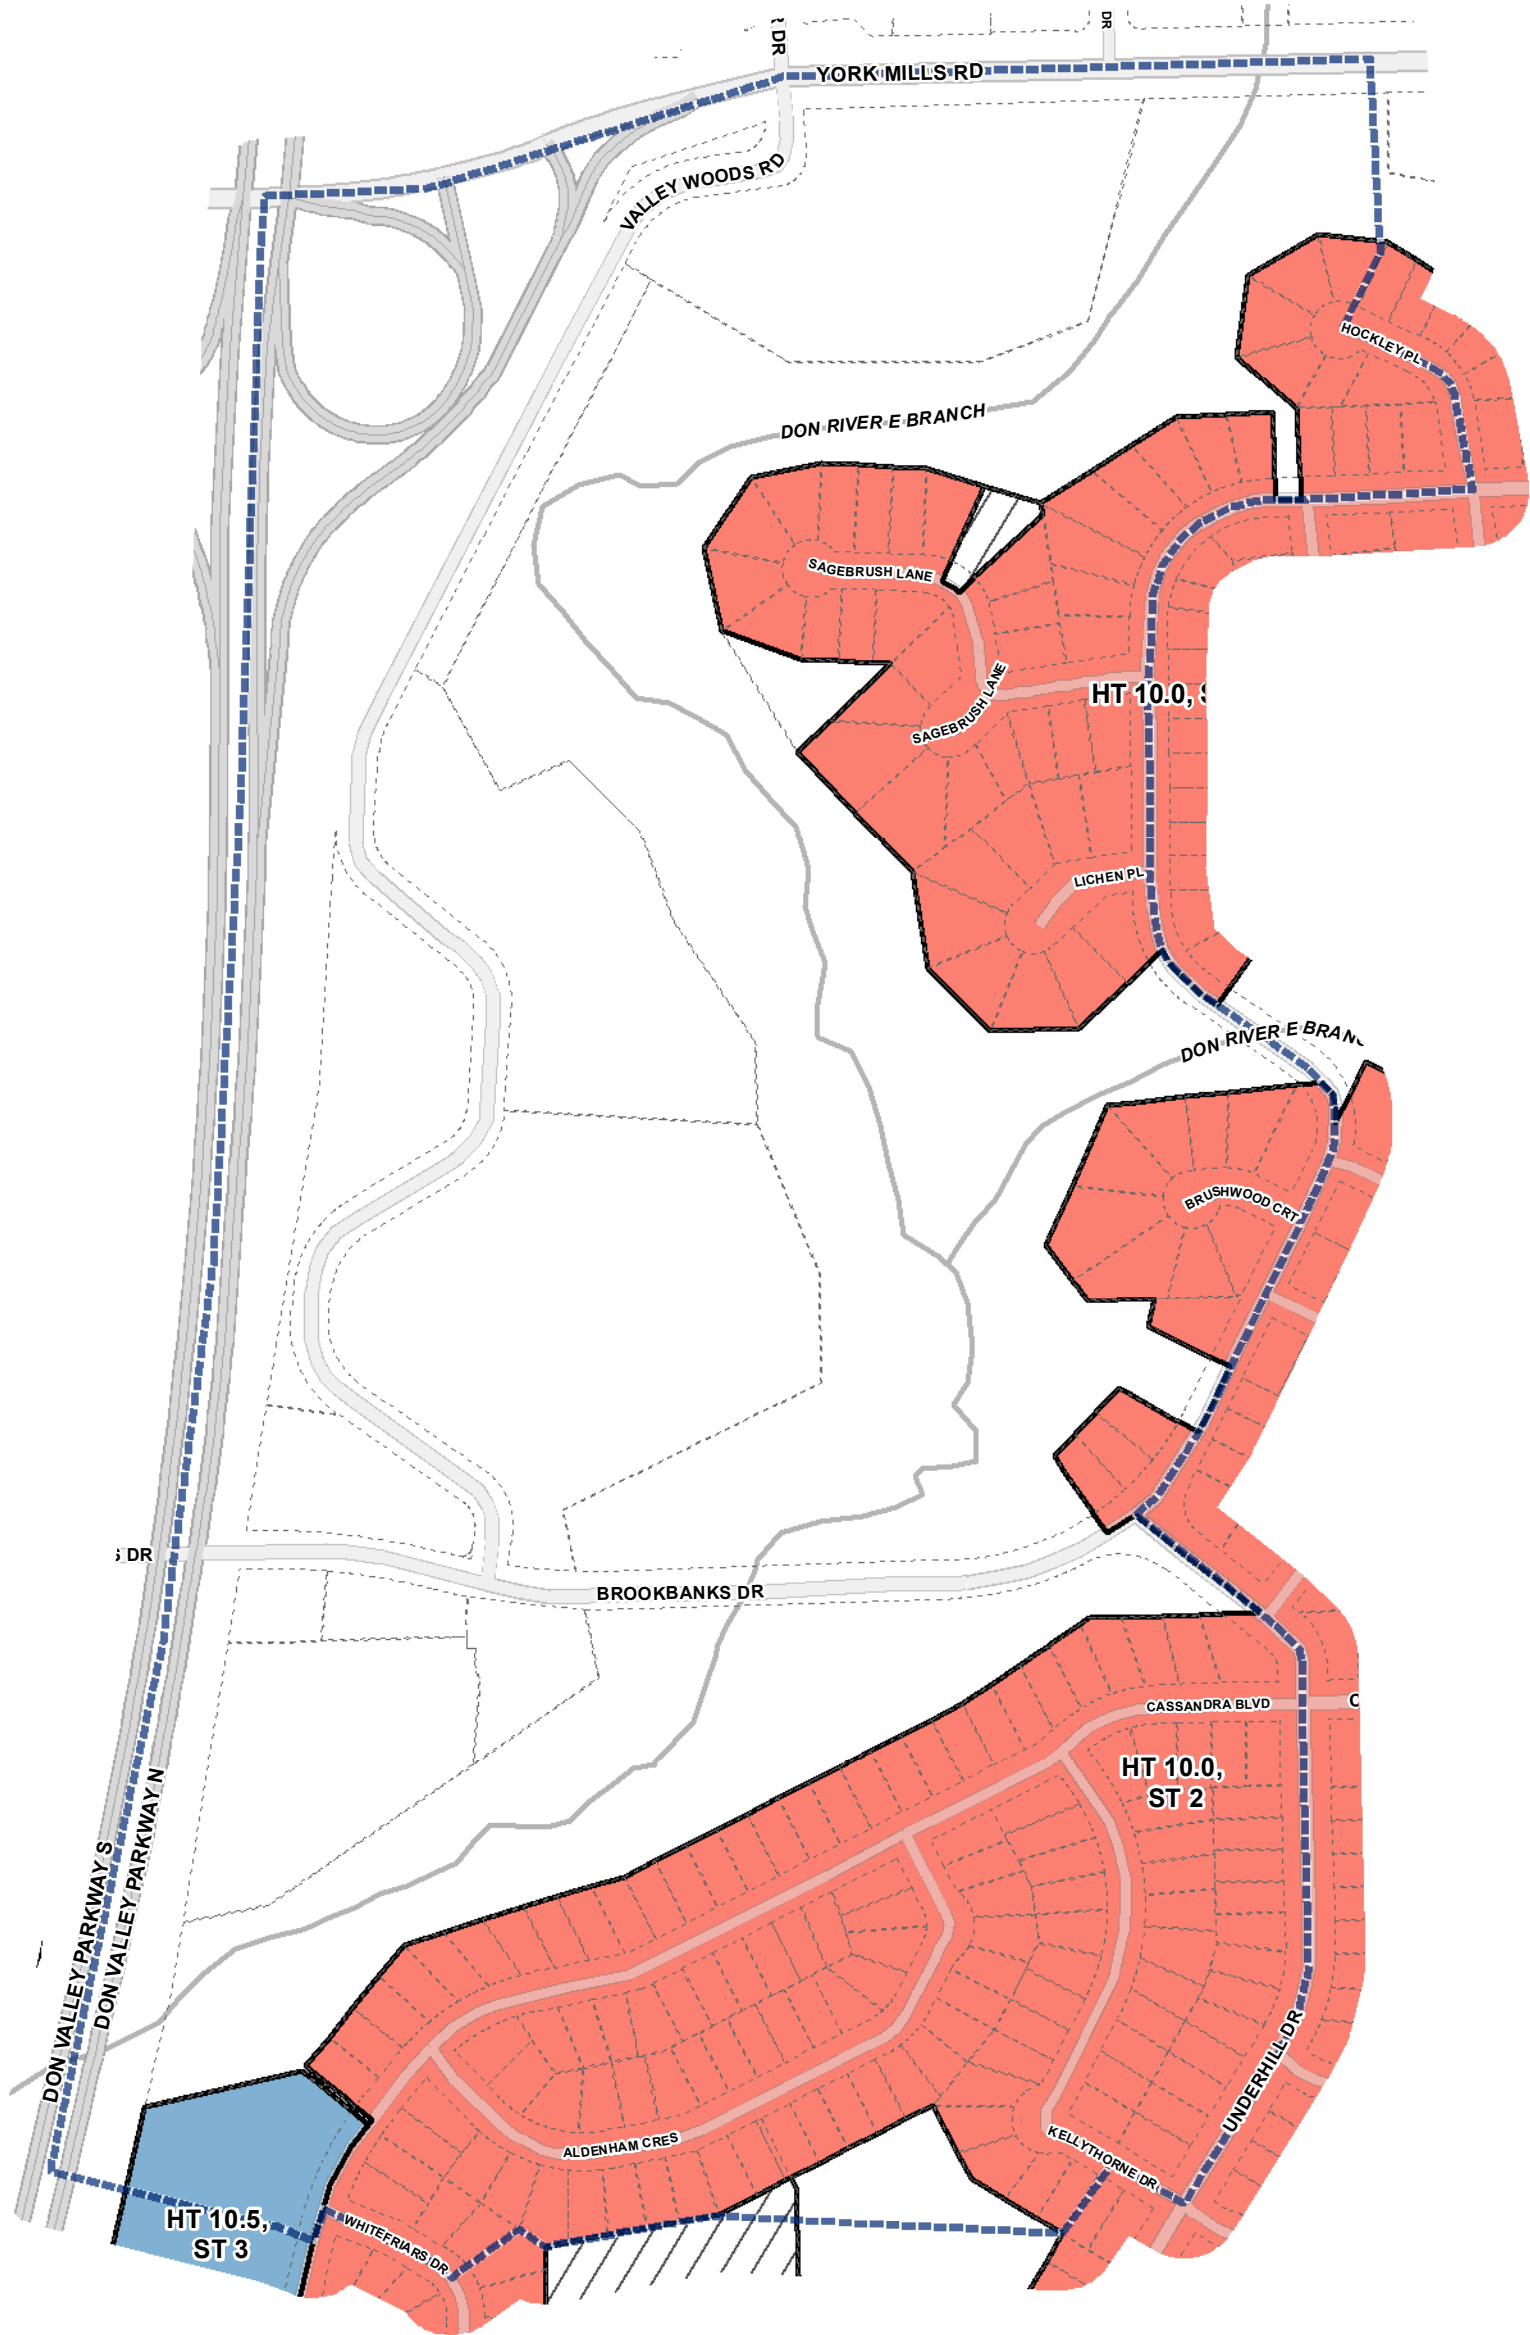 DR
DR
YORK MILLS RD
VALLEY WOODS RD
HOCKLEY PL
DON RIVER E BRANCH
SAGEBRUSH LANE
SAGEBRUSH LANE
HT 10.0, S
LICHEN PL
DON RIVER E BRANC
BRUSHWOOD CRT
S DR
BROOKBANKS DR
CASSANDRA BLVD
C
HT 10.0,
ST 2
DON VALLEY PARKWAY S
DON VALLEY PARKWAY N
UNDERHILL DR
ALDENHAM CRES
KELLYTHORNE DR
HT 10.5,
ST 3
WHITEFRIARS DR